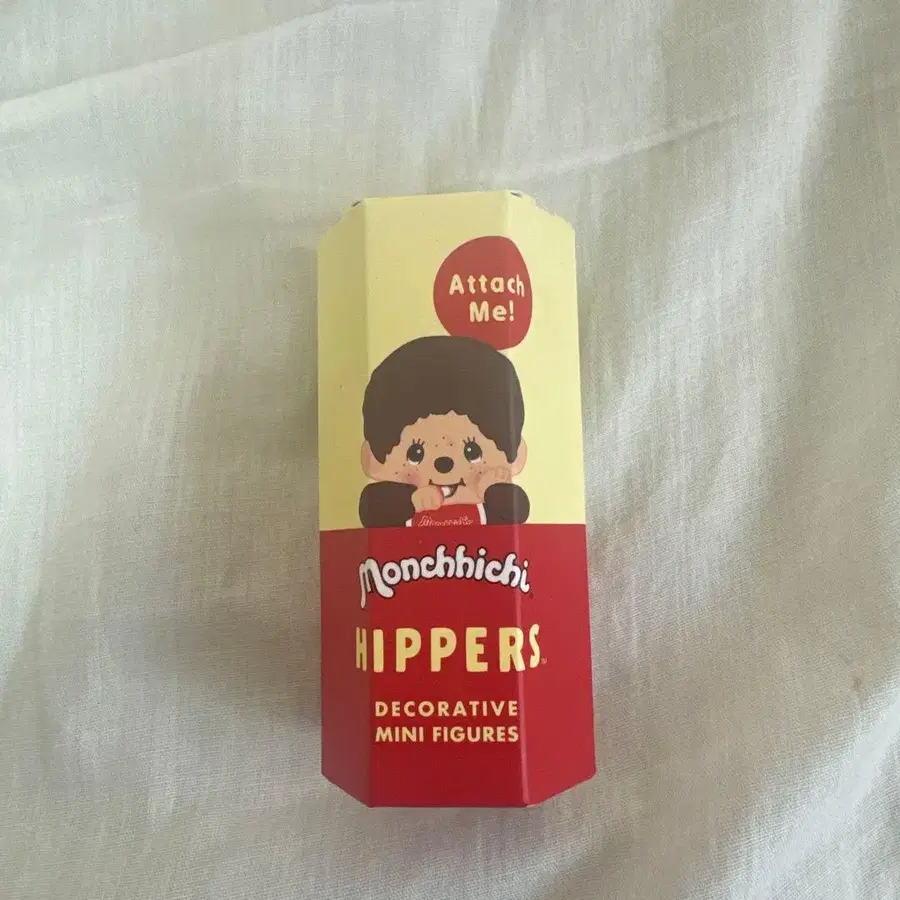 Attach
Me!
Monchhichi
HIPPERS
DECORATIVE
MINI FIGURES